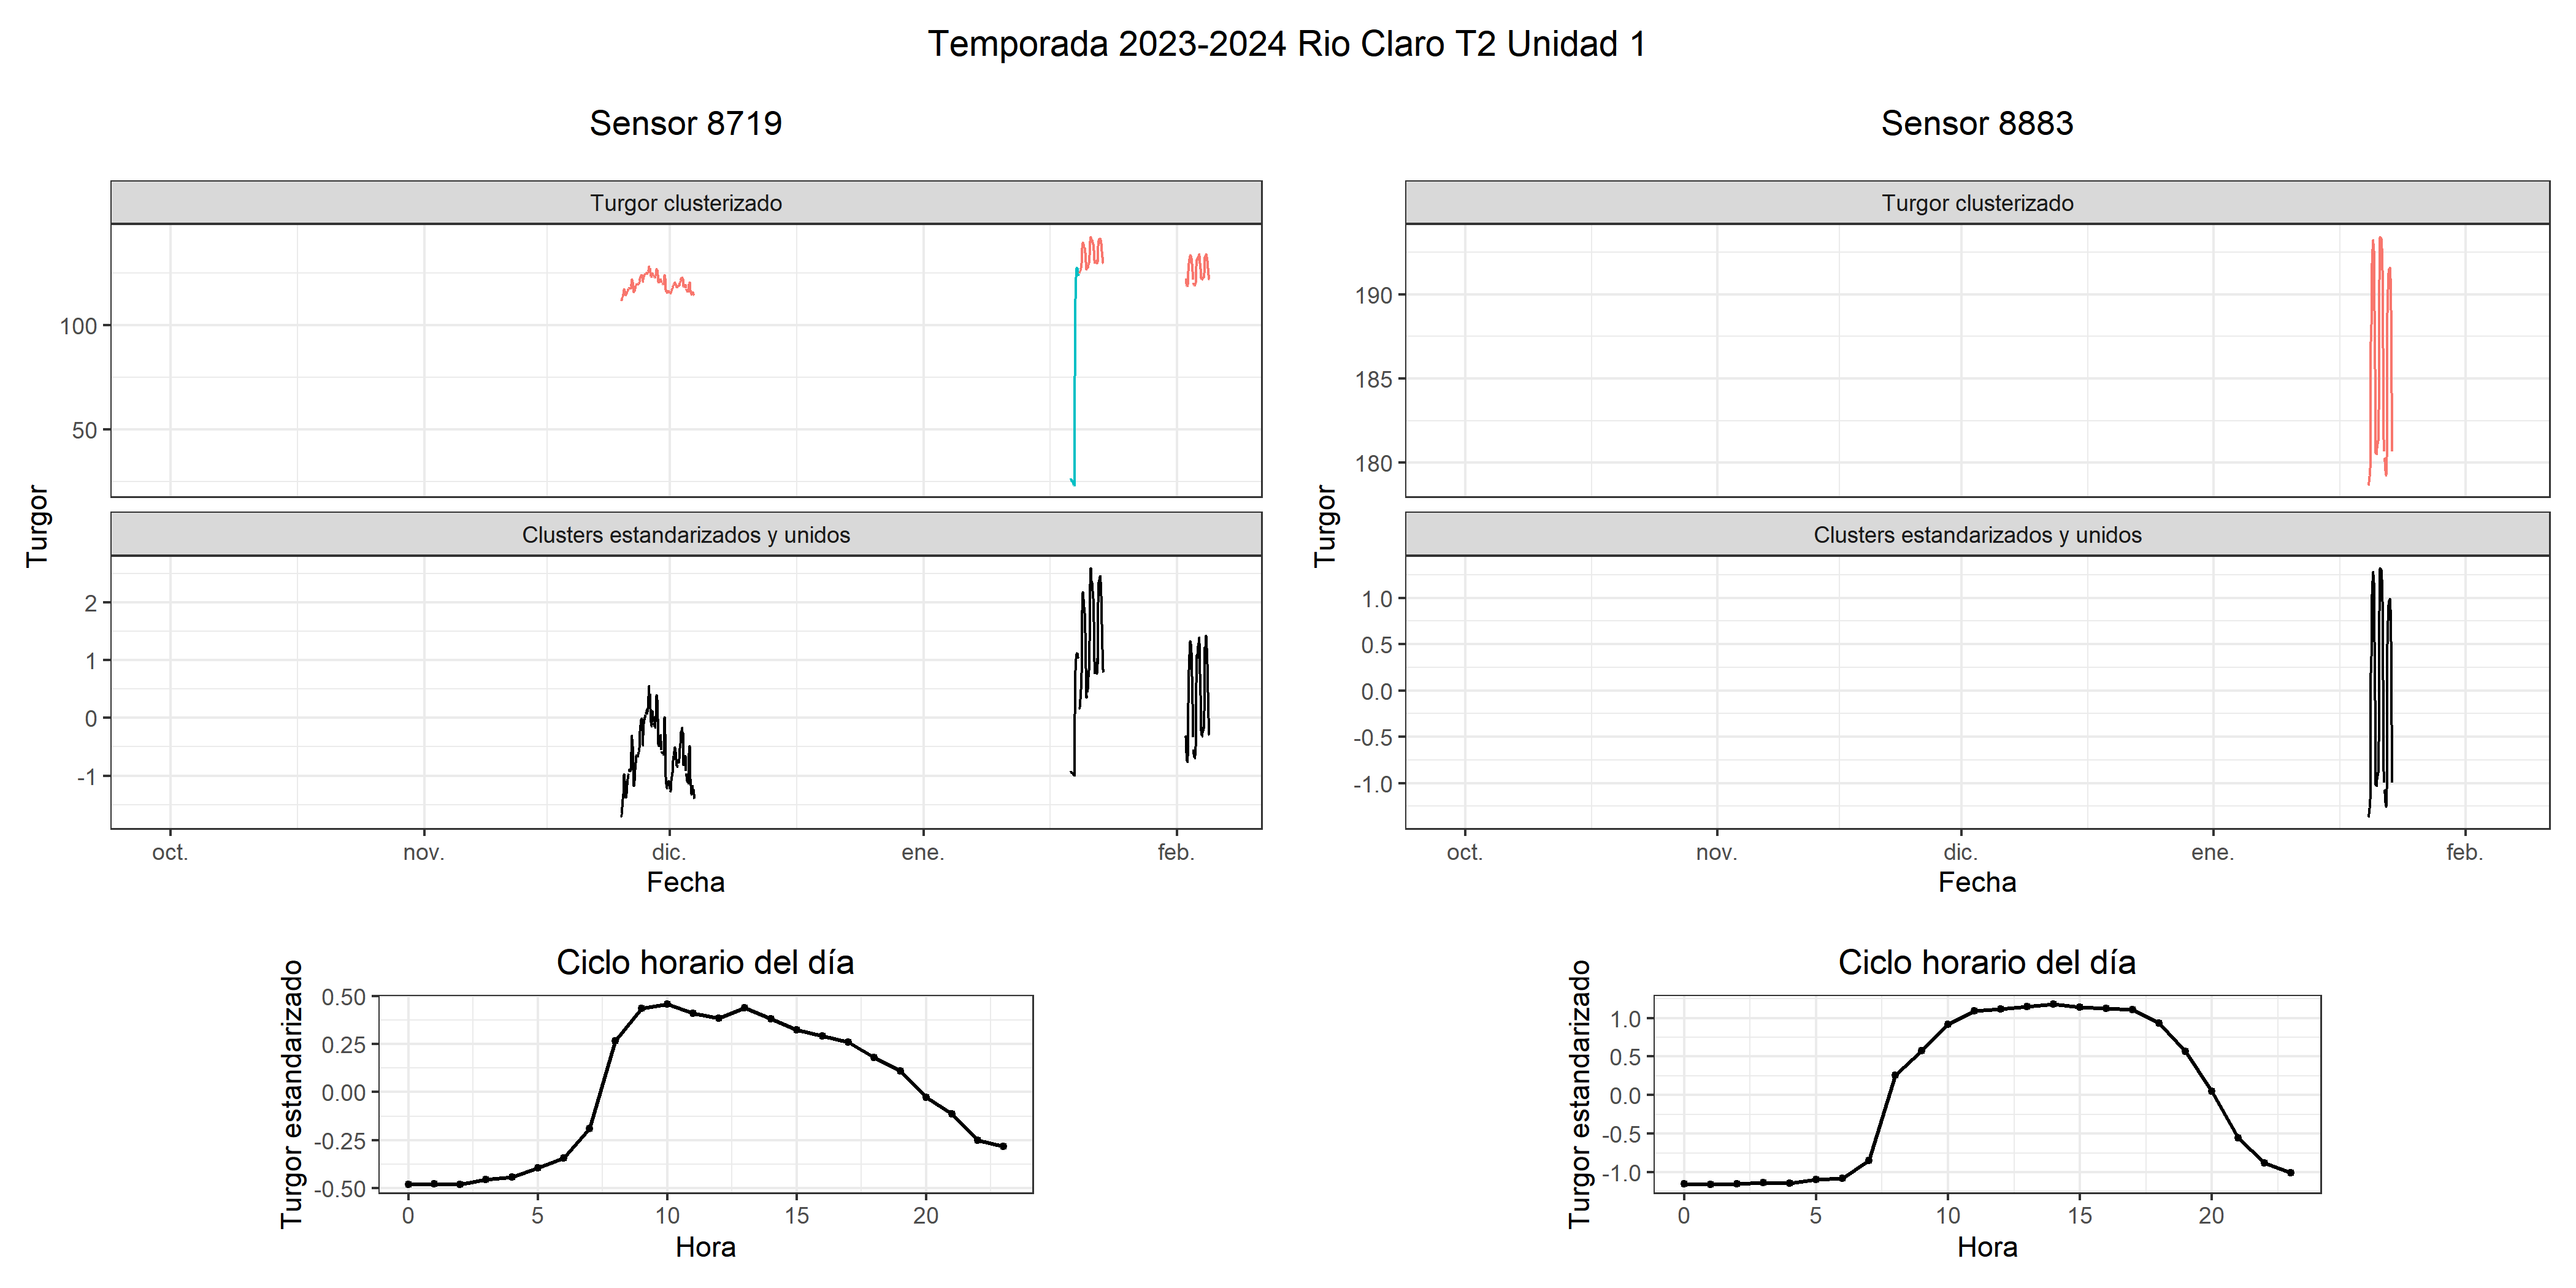 Temporada 2023-2024 Rio Claro T2 Unidad 1
Sensor 8719
Turgor clusterizado
100
50
Turgor
Clusters estandarizados y unidos
2
1
0
-1
oct. nov. dic. ene. feb.
Fecha
Ciclo horario del día
Turgor estandarizado
0.50
0.25
0.00
-0.25
-0.50
0 5 10 15 20
Hora
Sensor 8883
Turgor clusterizado
190
185
180
Turgor
Clusters estandarizados y unidos
1.0
0.5
0.0
-0.5
-1.0
oct. nov. dic. ene. feb.
Fecha
Ciclo horario del día
Turgor estandarizado
1.0
0.5
0.0
-0.5
-1.0
0 5 10 15 20
Hora